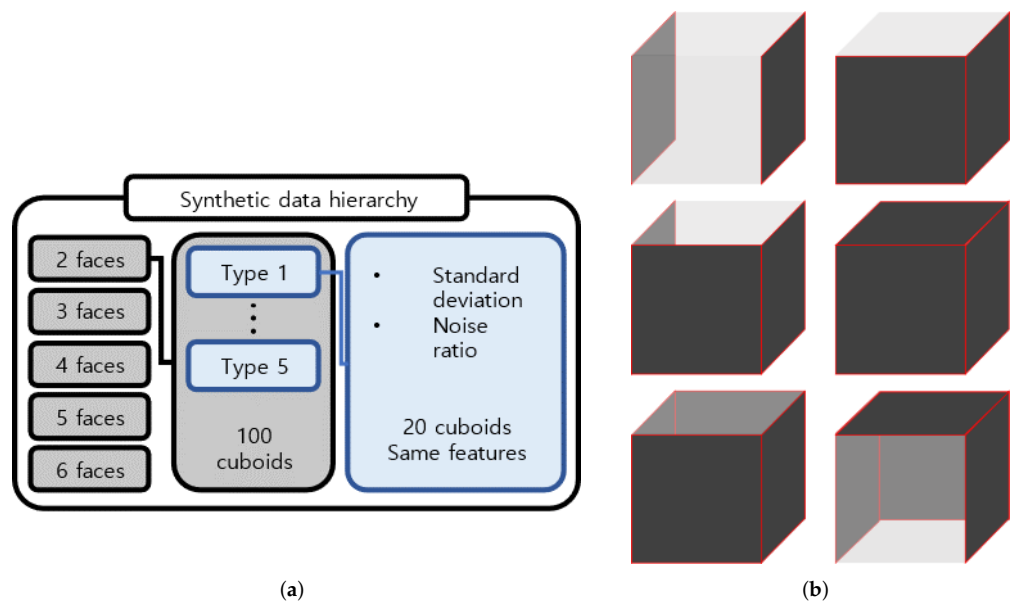 Synthetic data hierarchy
2 faces
3 faces
4 faces
5 faces
6 faces
Type 1
⋮
Type 5
100
cuboids
• Standard
deviation
• Noise
ratio
20 cuboids
Same features
(a)
(b)